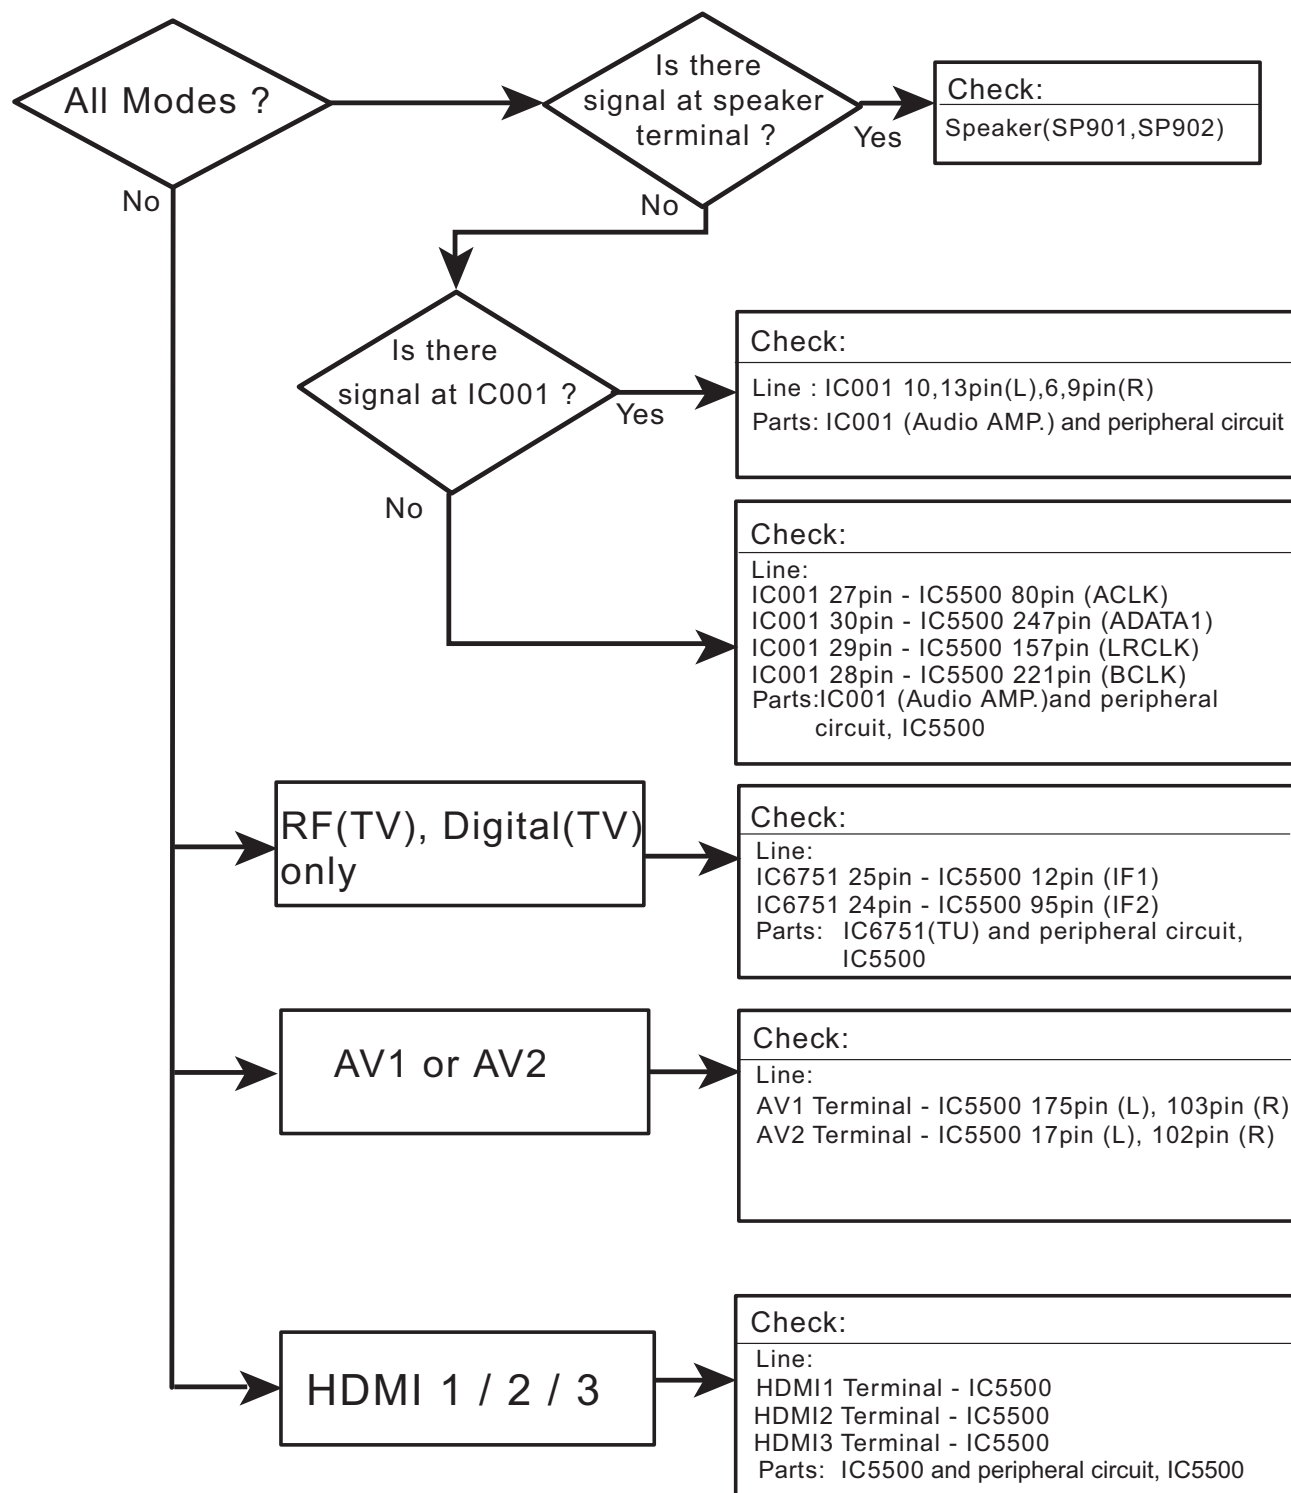 All Modes ?
No
Is there
signal at speaker
terminal ?
Yes
No
Check:
Speaker(SP901,SP902)
Is there
signal at IC001 ?
Yes
No
Check:
Line : IC001 10,13pin(L),6,9pin(R)
Parts: IC001 (Audio AMP.) and peripheral circuit
Check:
Line:
IC001 27pin - IC5500 80pin (ACLK)
IC001 30pin - IC5500 247pin (ADATA1)
IC001 29pin - IC5500 157pin (LRCLK)
IC001 28pin - IC5500 221pin (BCLK)
Parts:IC001 (Audio AMP.)and peripheral
circuit, IC5500
RF(TV), Digital(TV)
only
Check:
Line:
IC6751 25pin - IC5500 12pin (IF1)
IC6751 24pin - IC5500 95pin (IF2)
Parts: IC6751(TU) and peripheral circuit,
IC5500
AV1 or AV2
Check:
Line:
AV1 Terminal - IC5500 175pin (L), 103pin (R)
AV2 Terminal - IC5500 17pin (L), 102pin (R)
HDMI 1 / 2 / 3
Check:
Line:
HDMI1 Terminal - IC5500
HDMI2 Terminal - IC5500
HDMI3 Terminal - IC5500
Parts: IC5500 and peripheral circuit, IC5500